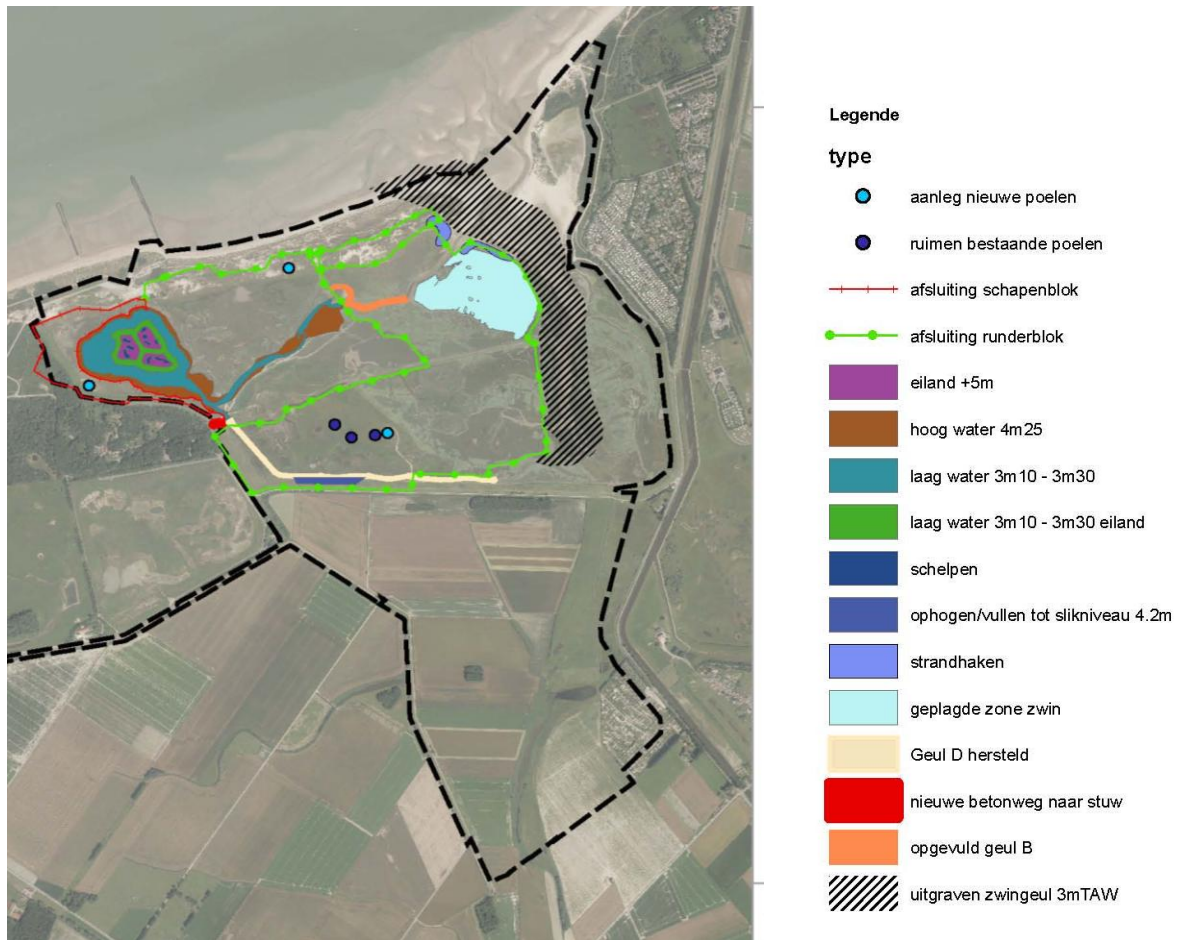 Legende
type
aanleg nieuwe poelen
ruimen bestaande poelen
afsluiting schapenblok
afsluiting runderblok
eiland +5m
hoog water 4m25
laag water 3m10 - 3m30
laag water 3m10 - 3m30 eiland
schelpen
ophogen/vullen tot slikniveau 4.2m
strandhaken
geplagde zone zwin
Geul D hersteld
nieuwe betonweg naar stuw
opgevuld geul B
uitgraven zwingeul 3mTAW